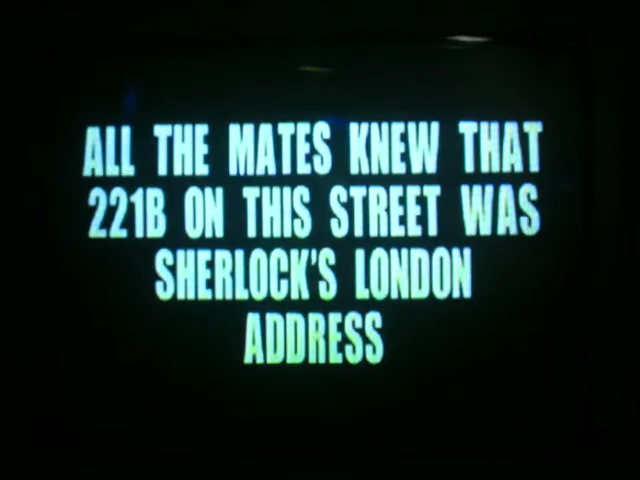 ALL THE MATES KNEW THAT
221B ON THIS STREET WAS
SHERLOCK'S LONDON
ADDRESS